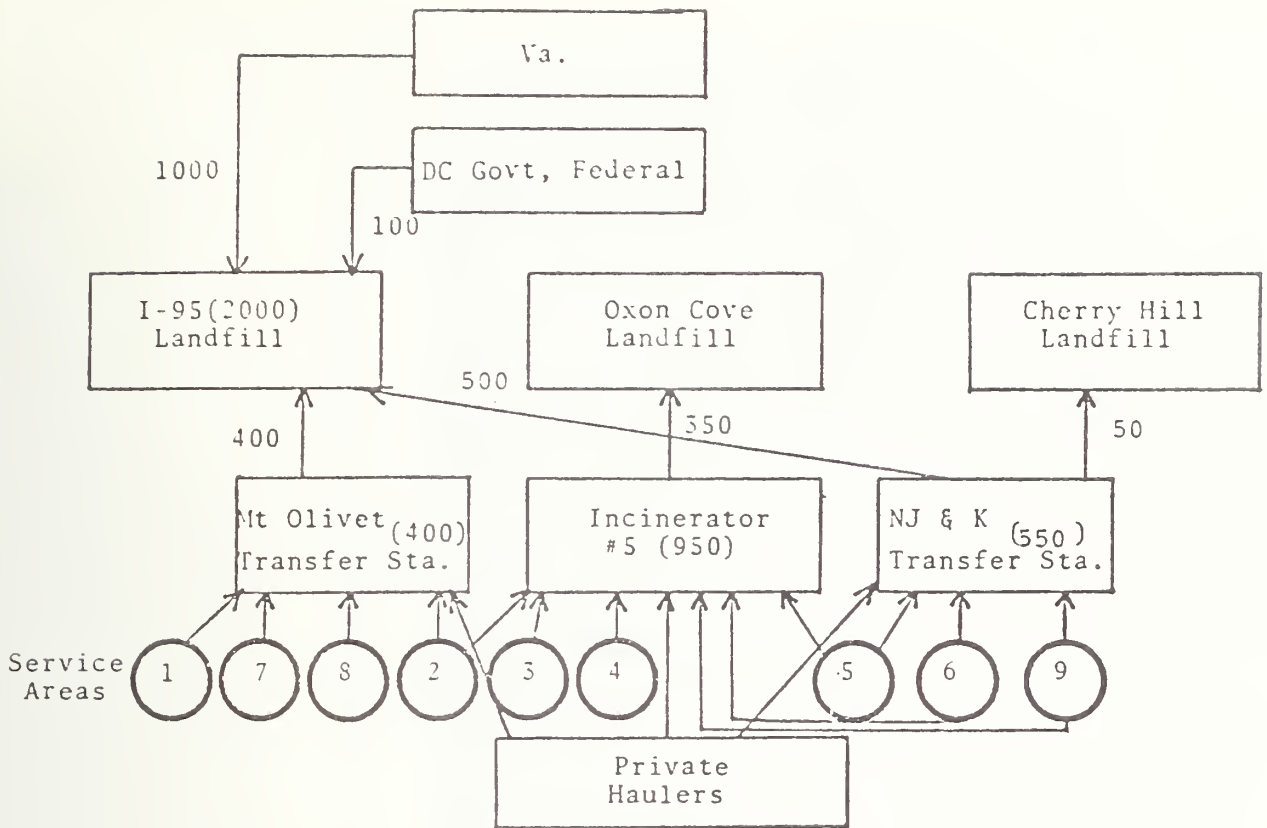 Va.
1000
DC Govt, Federal
100
I-95(2000)
Landfill
Oxon Cove
Landfill
Cherry Hill
Landfill
500
400
350
50
Mt Olivet (400)
Transfer Sta.
Incinerator
#5 (950)
NJ & K (550)
Transfer Sta.
Service
Areas
1 7 8 2 3 4 5 6 9
Private
Haulers